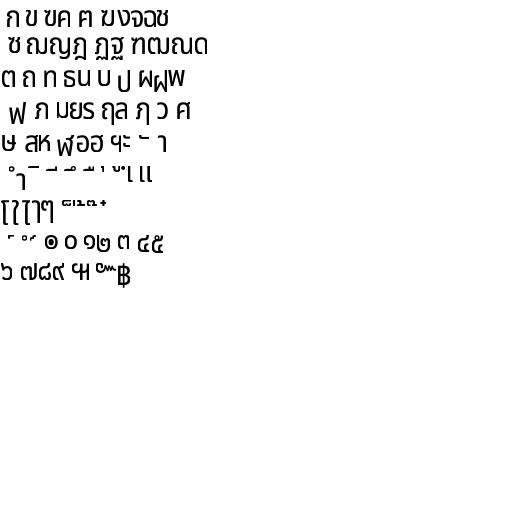 ก ข ฃค ฅ ฆงจฉช
ซ ฌญฎ ฏฐ ฑฒณด
ต ถ ท ธน บ ป ผฝพ
ฟ ภ มยร ฤล ฦ ว ศ
ษ สห ฬอฮ ฯะ ั า
ำ ิ ี ึ ื ุ ู ฺ เ แ
โ ใ ไ ๅ ๆ ็ ่ ้ ๊ ๋
์ ํ ๎ ๏ ๐ ๑๒ ๓ ๔๕
๖ ๗๘๙ ๚ ๛฿